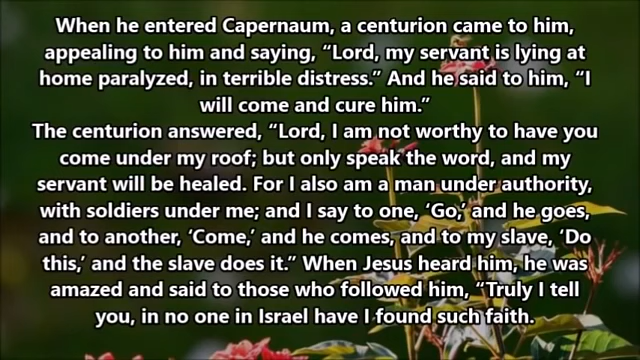 When he entered Capernaum, a centurion came to him,
appealing to him and saying, “Lord, my servant is lying at
home paralyzed, in terrible distress.” And he said to him, “I
will come and cure him.”
The centurion answered, “Lord, I am not worthy to have you
come under my roof; but only speak the word, and my
servant will be healed. For I also am a man under authority,
with soldiers under me; and I say to one, ‘Go,’ and he goes,
and to another, ‘Come,’ and he comes, and to my slave, ‘Do
this,’ and the slave does it.” When Jesus heard him, he was
amazed and said to those who followed him, “Truly I tell
you, in no one in Israel have I found such faith.